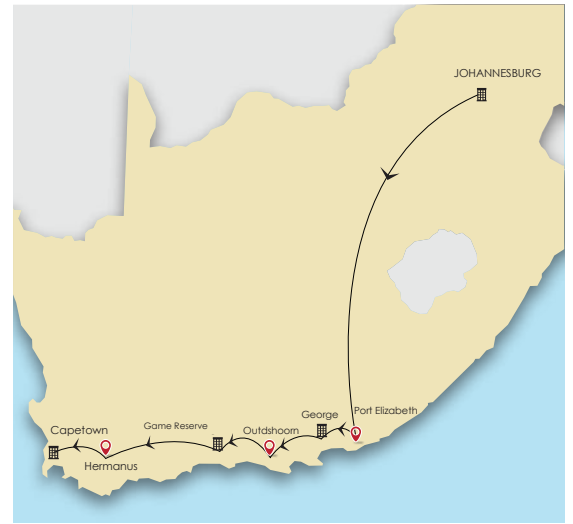 JOHANNESBURG
Port Elizabeth
George
Game Reserve
Outdshoorn
Capetown
Hermanus